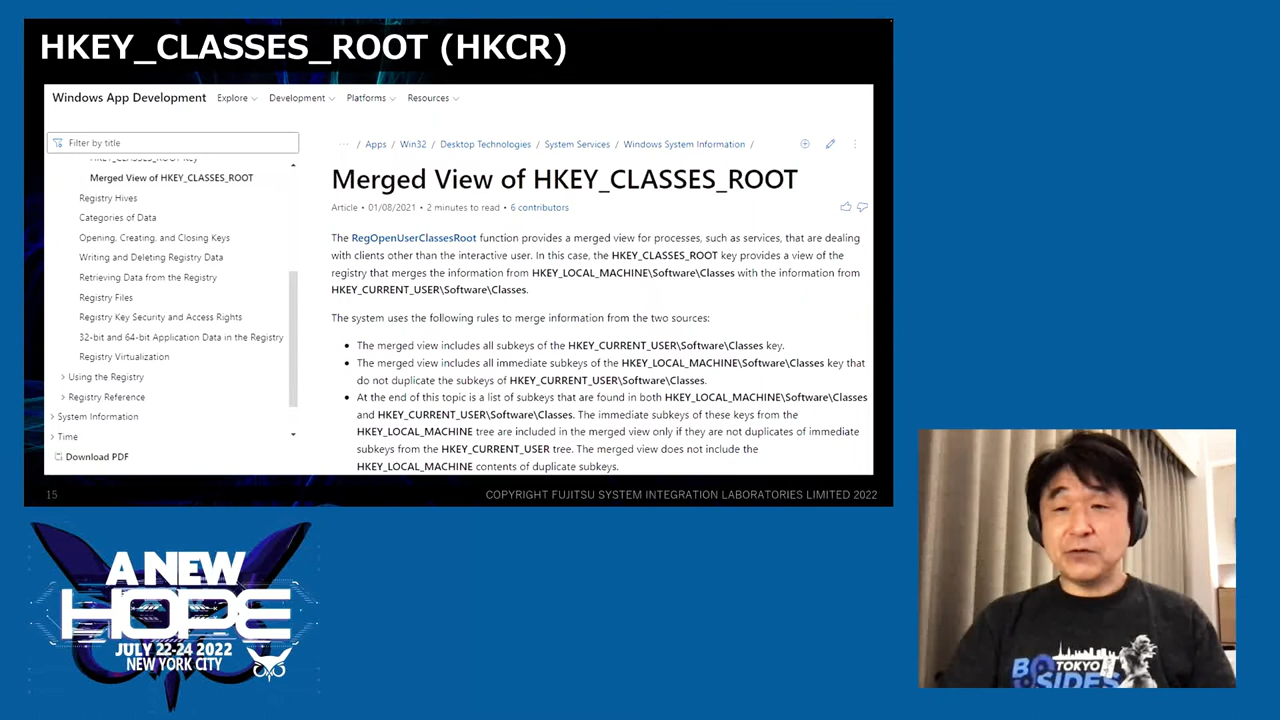 HKEY_CLASSES_ROOT (HKCR)
Windows App Development Explore Development Platforms Resources
Filter by title
HKEY_CLASSES_ROOT Key
Merged View of HKEY_CLASSES_ROOT
Registry Hives
Categories of Data
Opening, Creating, and Closing Keys
Writing and Deleting Registry Data
Retrieving Data from the Registry
Registry Files
Registry Key Security and Access Rights
32-bit and 64-bit Application Data in the Registry
Registry Virtualization
Using the Registry
Registry Reference
System Information
Time
Download PDF
··· / Apps / Win32 / Desktop Technologies / System Services / Windows System Information /
Merged View of HKEY_CLASSES_ROOT
Article • 01/08/2021 • 2 minutes to read • 6 contributors
The RegOpenUserClassesRoot function provides a merged view for processes, such as services, that are dealing
with clients other than the interactive user. In this case, the HKEY_CLASSES_ROOT key provides a view of the
registry that merges the information from HKEY_LOCAL_MACHINE\Software\Classes with the information from
HKEY_CURRENT_USER\Software\Classes.
The system uses the following rules to merge information from the two sources:
• The merged view includes all subkeys of the HKEY_CURRENT_USER\Software\Classes key.
• The merged view includes all immediate subkeys of the HKEY_LOCAL_MACHINE\Software\Classes key that
do not duplicate the subkeys of HKEY_CURRENT_USER\Software\Classes.
• At the end of this topic is a list of subkeys that are found in both HKEY_LOCAL_MACHINE\Software\Classes
and HKEY_CURRENT_USER\Software\Classes. The immediate subkeys of these keys from the
HKEY_LOCAL_MACHINE tree are included in the merged view only if they are not duplicates of immediate
subkeys from the HKEY_CURRENT_USER tree. The merged view does not include the
HKEY_LOCAL_MACHINE contents of duplicate subkeys.
15
COPYRIGHT FUJITSU SYSTEM INTEGRATION LABORATORIES LIMITED 2022
A NEW
HOPE
JULY 22-24 2022
NEW YORK CITY
TOKYO
BSIDES